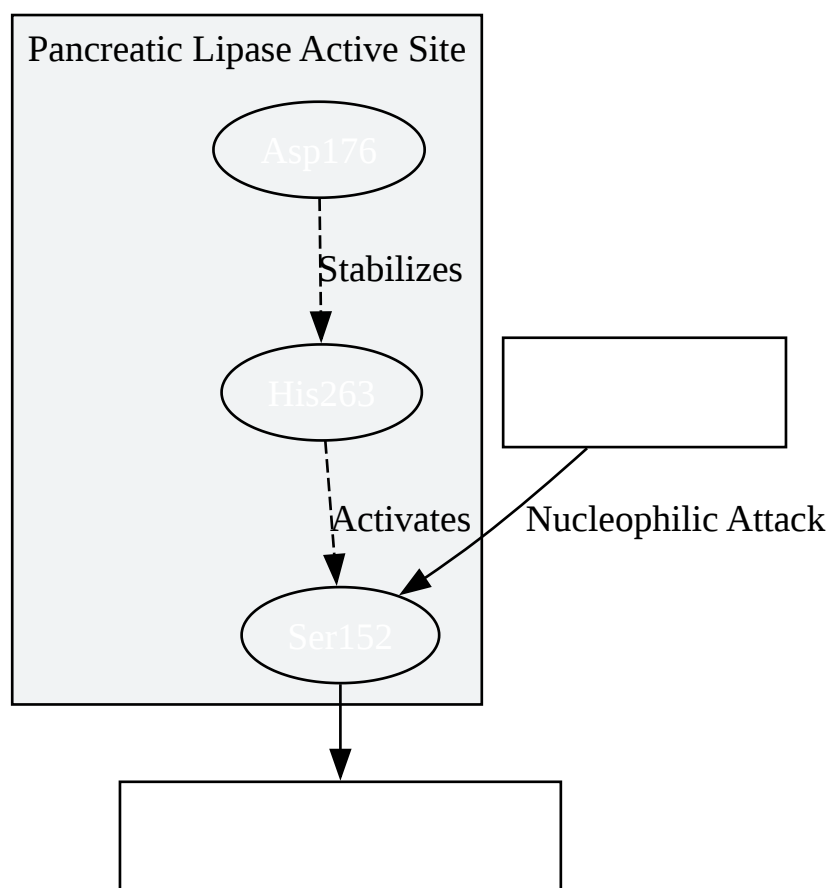 Pancreatic Lipase Active Site
Asp176
Stabilizes
His263
Activates
Nucleophilic Attack
Ser152